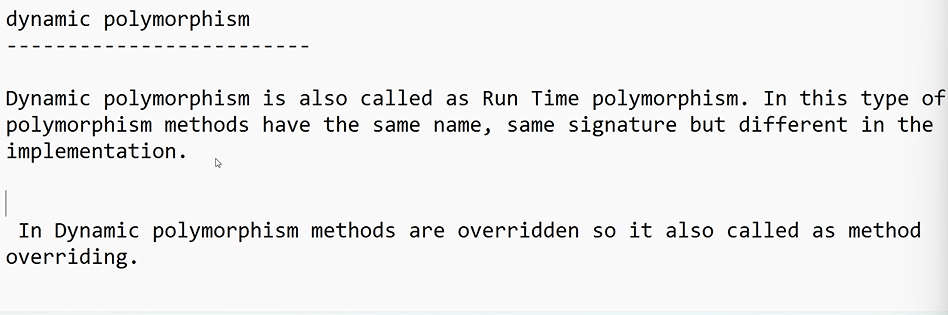 dynamic polymorphism
-------------------------
Dynamic polymorphism is also called as Run Time polymorphism. In this type of
polymorphism methods have the same name, same signature but different in the
implementation.
In Dynamic polymorphism methods are overridden so it also called as method
overriding.